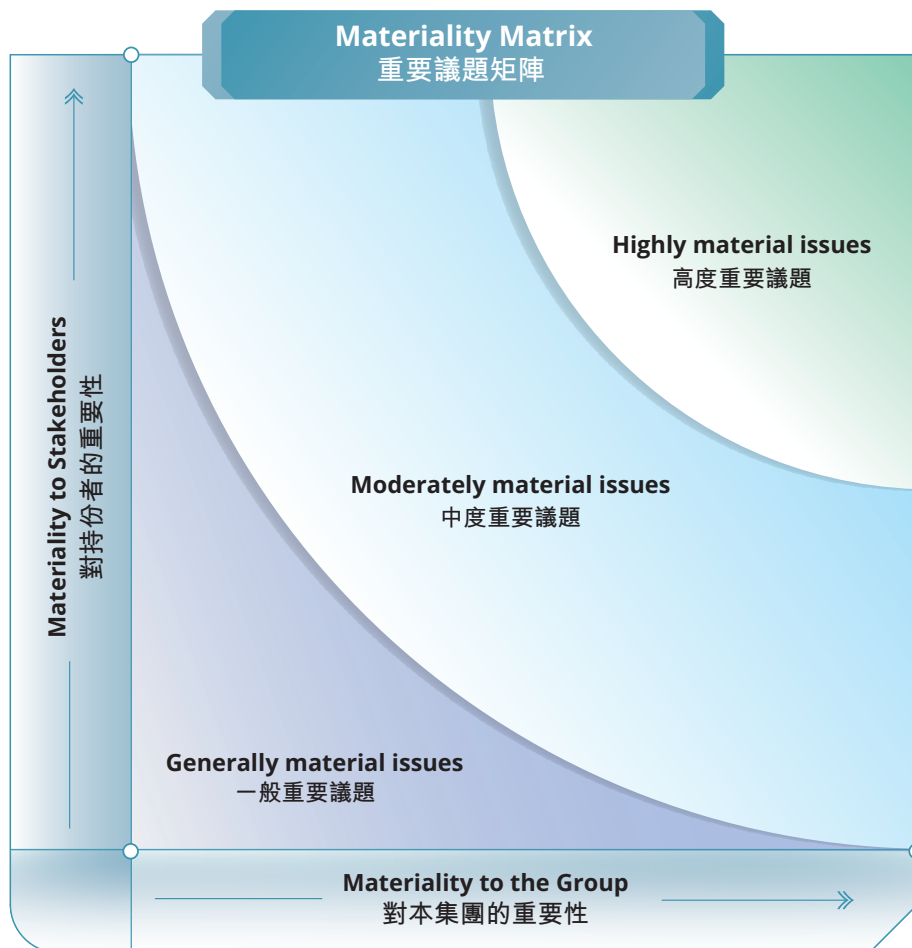 Materiality Matrix
重要議題矩陣
Highly material issues
高度重要議題
Materiality to Stakeholders
對持份者的重要性
Moderately material issues
中度重要議題
Generally material issues
一般重要議題
Materiality to the Group
對本集團的重要性